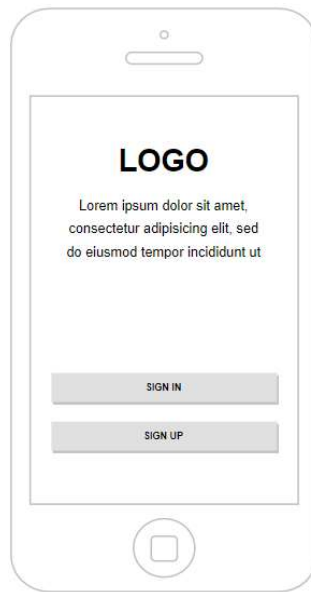 LOGO
Lorem ipsum dolor sit amet,
consectetur adipisicing elit, sed
do eiusmod tempor incididunt ut
SIGN IN
SIGN UP